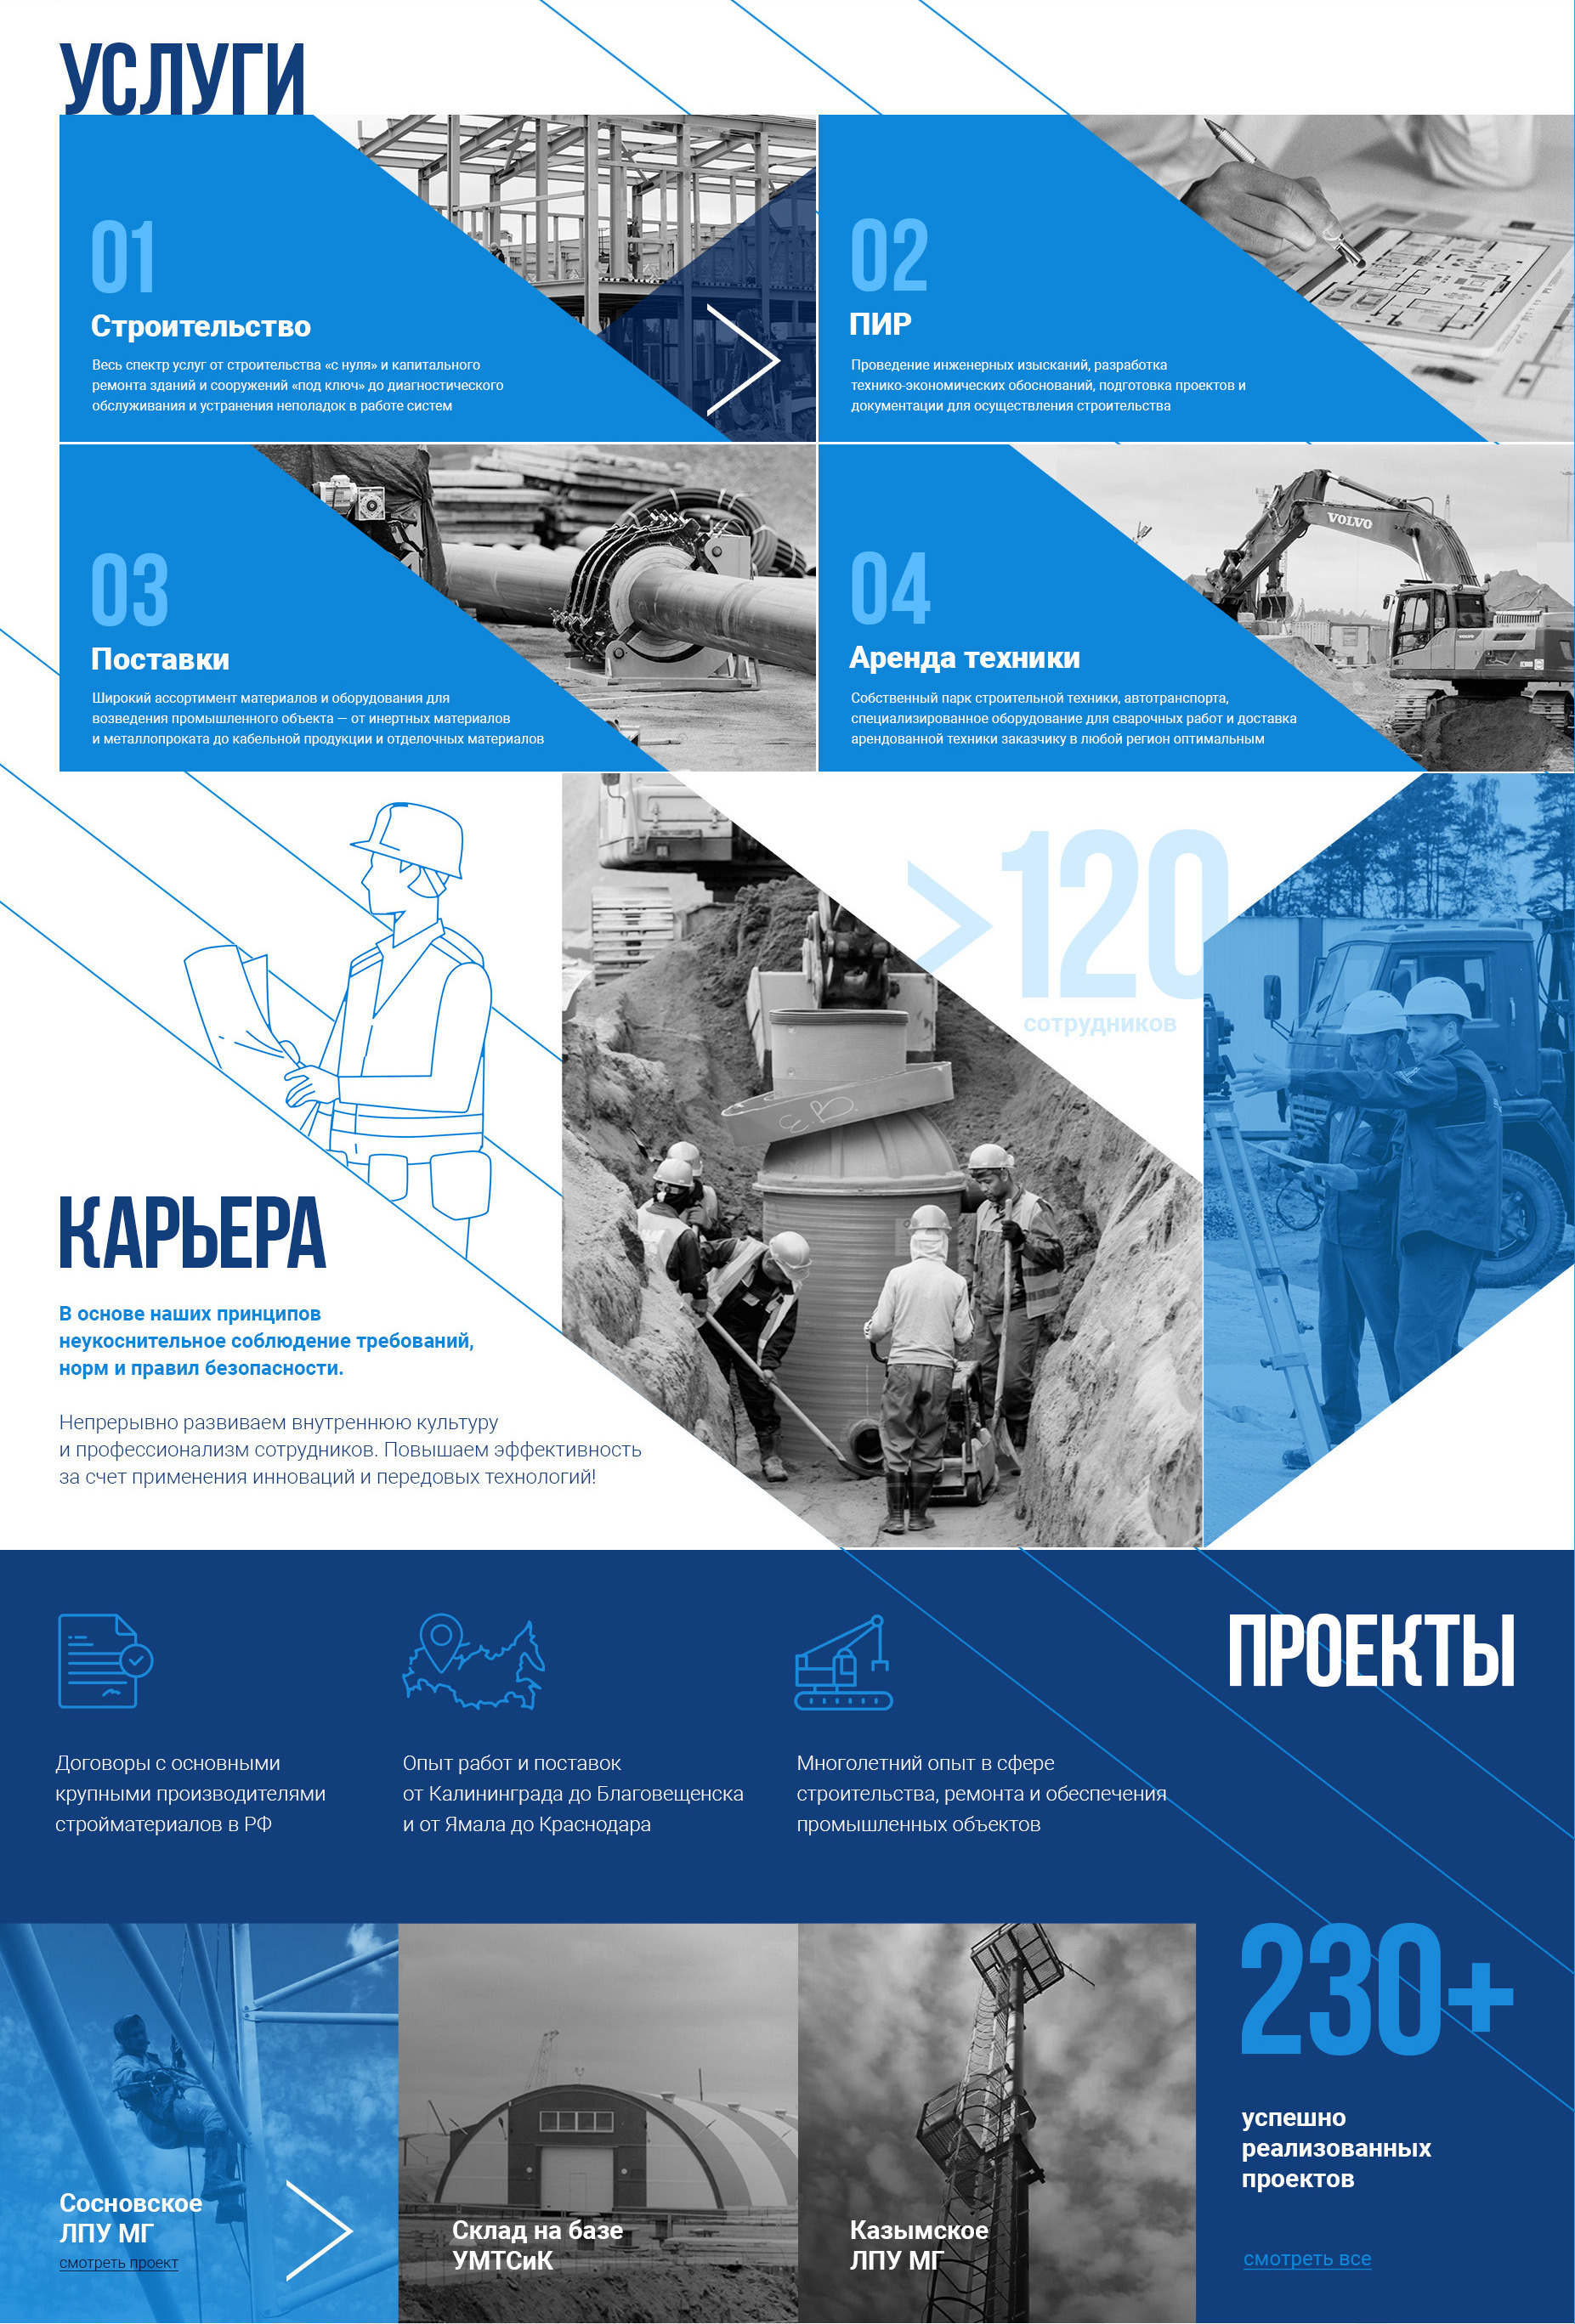 УСЛУГИ
01
Строительство
Весь спектр услуг от строительства «с нуля» и капитального
ремонта зданий и сооружений «под ключ» до диагностического
обслуживания и устранения неполадок в работе систем
02
ПИР
Проведение инженерных изысканий, разработка
технико-экономических обоснований, подготовка проектов и
документации для осуществления строительства
03
Поставки
Широкий ассортимент материалов и оборудования для
возведения промышленного объекта — от инертных материалов
и металлопроката до кабельной продукции и отделочных материалов
04
Аренда техники
Собственный парк строительной техники, автотранспорта,
специализированное оборудование для сварочных работ и доставка
арендованной техники заказчику в любой регион оптимальным
VOLVO
VOLVO
>120
сотрудников
КАРЬЕРА
В основе наших принципов
неукоснительное соблюдение требований,
норм и правил безопасности.
Непрерывно развиваем внутреннюю культуру
и профессионализм сотрудников. Повышаем эффективность
за счет применения инноваций и передовых технологий!
ПРОЕКТЫ
Договоры с основными
крупными производителями
стройматериалов в РФ
Опыт работ и поставок
от Калининграда до Благовещенска
и от Ямала до Краснодара
Многолетний опыт в сфере
строительства, ремонта и обеспечения
промышленных объектов
Сосновское
ЛПУ МГ
смотреть проект
Склад на базе
УМТСиК
Казымское
ЛПУ МГ
230+
успешно
реализованных
проектов
смотреть все